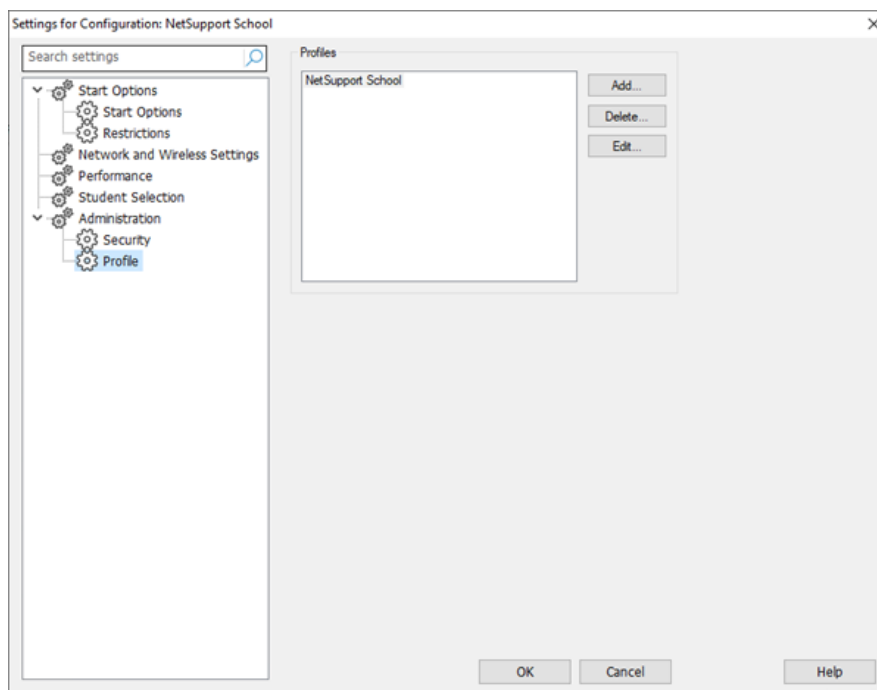 Settings for Configuration: NetSupport School
Search settings
Start Options
Start Options
Restrictions
Network and Wireless Settings
Performance
Student Selection
Administration
Security
Profile
Profiles
NetSupport School
Add...
Delete...
Edit...
OK
Cancel
Help